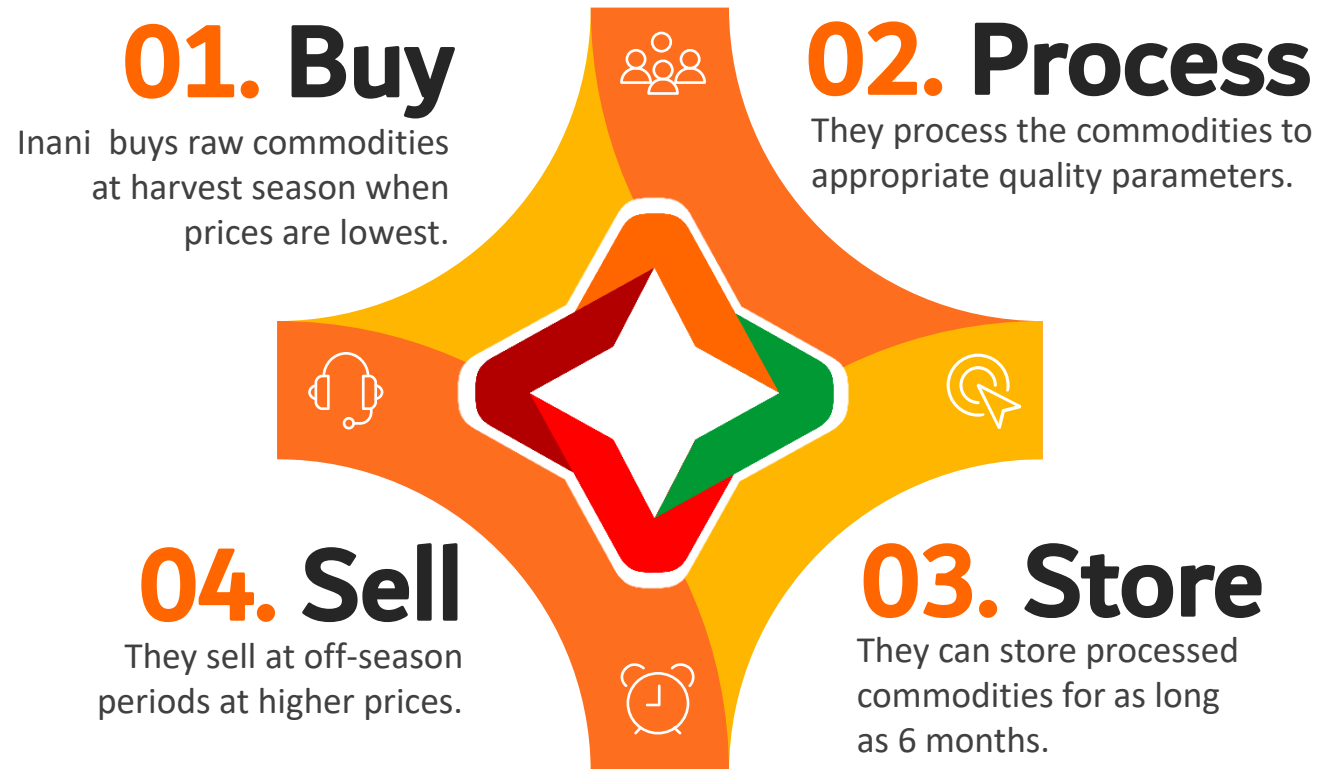 01. Buy
Inani  buys raw commodities
at harvest season when
prices are lowest.
02. Process
They process the commodities to
appropriate quality parameters.
03. Store
They can store processed
commodities for as long
as 6 months.
04. Sell
They sell at off-season
periods at higher prices.